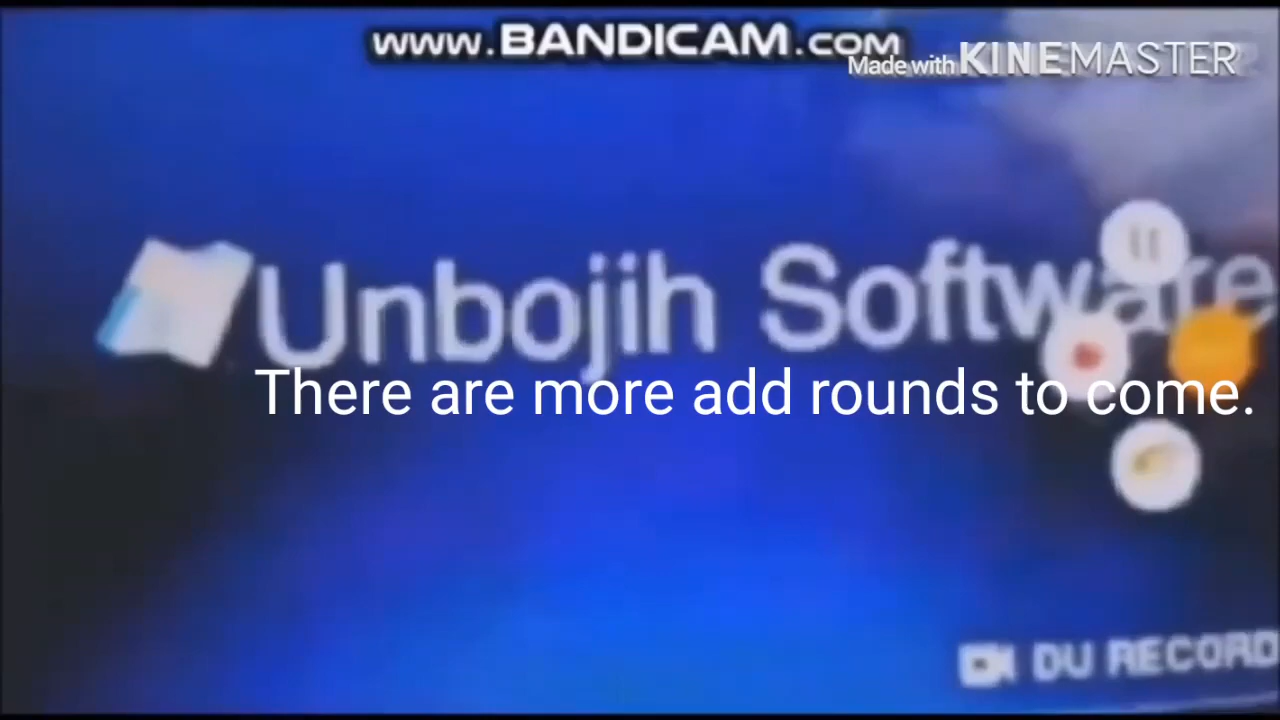 www.BANDICAM.com
Made with KINEMASTER
Unbojih Software
There are more add rounds to come.
DU RECORD